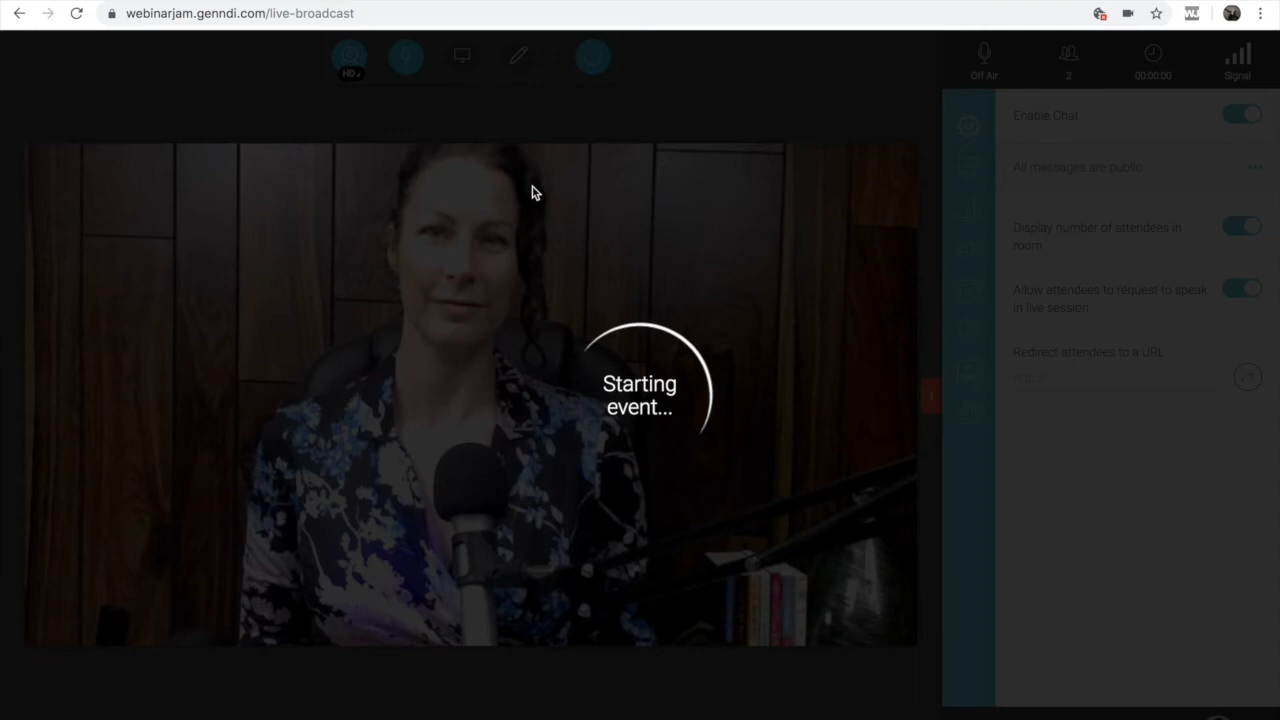 webinarjam.genndi.com/live-broadcast
HD
Off Air
2
00:00:00
Signal
Enable Chat
All messages are public
Display number of attendees in
room
Allow attendees to request to speak
in live session
Redirect attendees to a URL
Starting
event...